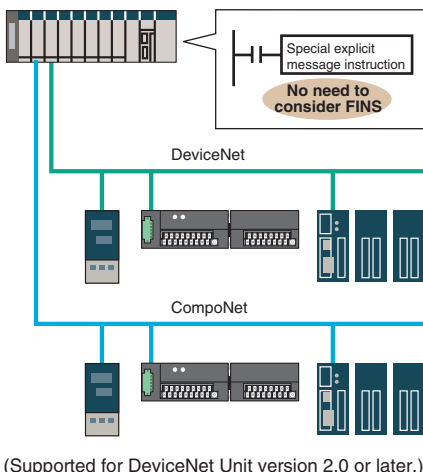 Special explicit
message instruction
No need to
consider FINS
DeviceNet
CompoNet
(Supported for DeviceNet Unit version 2.0 or later.)